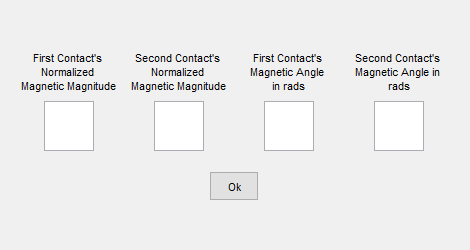 First Contact's
Normalized
Magnetic Magnitude
Second Contact's
Normalized
Magnetic Magnitude
First Contact's
Magnetic Angle
in rads
Second Contact's
Magnetic Angle in
rads
Ok